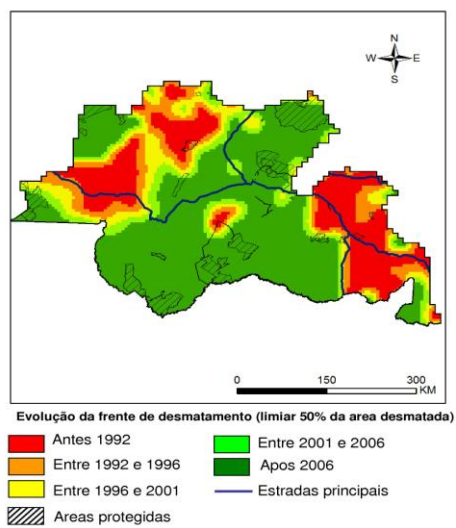 N
W E
S
0 150 300
KM
Evolução da frente de desmatamento (limiar 50% da area desmatada)
Antes 1992
Entre 1992 e 1996
Entre 1996 e 2001
Areas protegidas
Entre 2001 e 2006
Apos 2006
Estradas principais